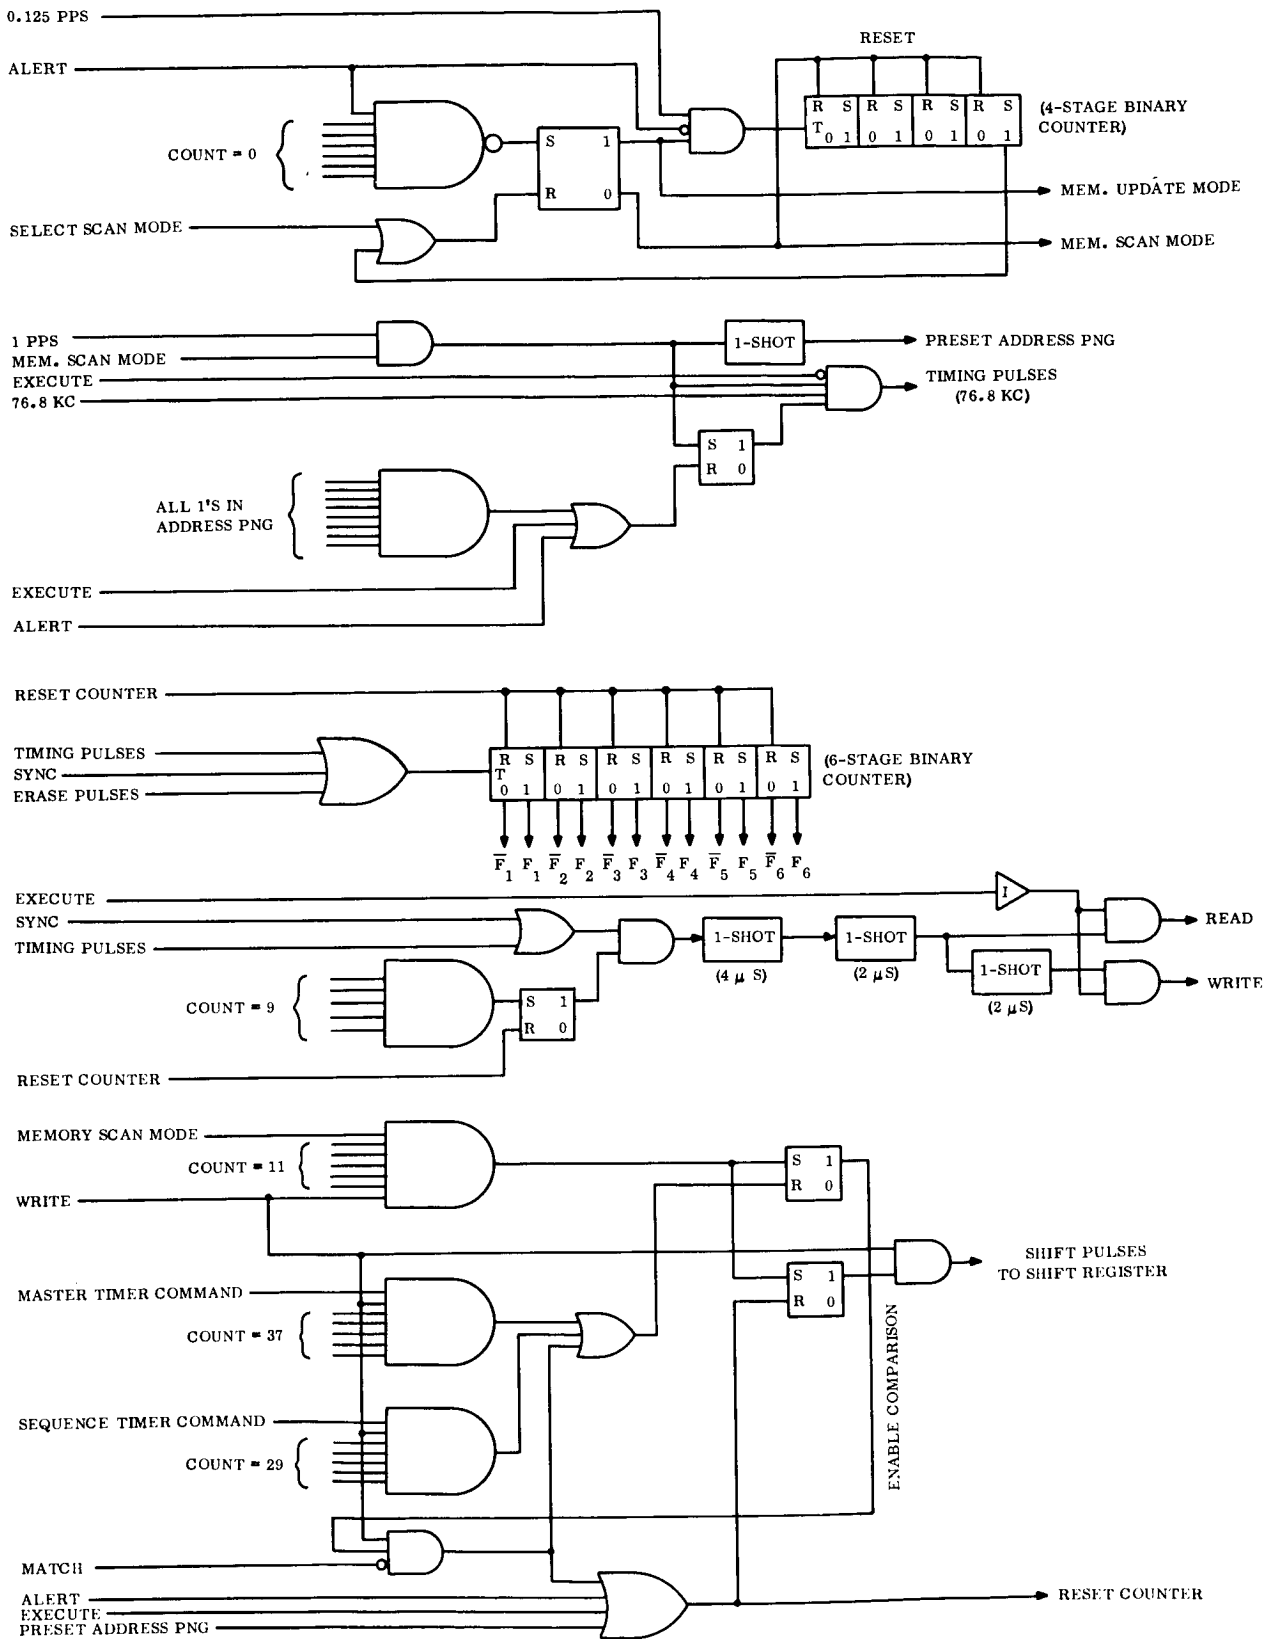 0.125 PPS
RESET
ALERT
R S R S R S R S
(4-STAGE BINARY
COUNTER)
T 0 1 0 1 0 1 0 1
COUNT = 0
S 1
R 0
MEM. UPDATE MODE
SELECT SCAN MODE
MEM. SCAN MODE
1 PPS
MEM. SCAN MODE
EXECUTE
76.8 KC
1-SHOT
PRESET ADDRESS PNG
TIMING PULSES
(76.8 KC)
S 1
R 0
ALL 1'S IN
ADDRESS PNG
EXECUTE
ALERT
RESET COUNTER
TIMING PULSES
SYNC
ERASE PULSES
R S R S R S R S R S R S
T
0 1 0 1 0 1 0 1 0 1 0 1
(6-STAGE BINARY
COUNTER)
F̅1 F1 F̅2 F2 F̅3 F3 F̅4 F4 F̅5 F5 F̅6 F6
EXECUTE
I
SYNC
READ
TIMING PULSES
1-SHOT
1-SHOT
(4 μ S)
(2 μ S)
1-SHOT
(2 μ S)
WRITE
COUNT = 9
S 1
R 0
RESET COUNTER
MEMORY SCAN MODE
COUNT = 11
WRITE
S 1
R 0
S 1
R 0
SHIFT PULSES
TO SHIFT REGISTER
MASTER TIMER COMMAND
COUNT = 37
ENABLE COMPARISON
SEQUENCE TIMER COMMAND
COUNT = 29
MATCH
ALERT
EXECUTE
PRESET ADDRESS PNG
RESET COUNTER